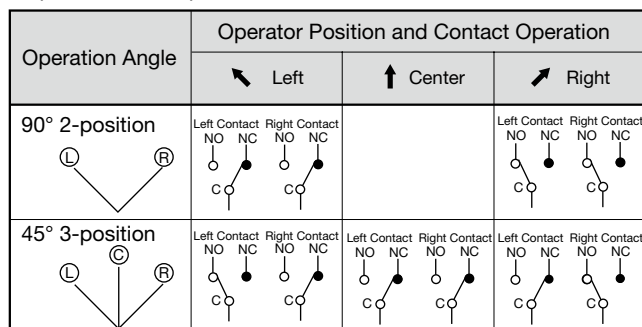 Operation Angle
Operator Position and Contact Operation
Left
Center
Right
90° 2-position
L
R
Left Contact Right Contact
NO NC NO NC
C C
Left Contact Right Contact
NO NC NO NC
C C
45° 3-position
C
L
R
Left Contact Right Contact
NO NC NO NC
C C
Left Contact Right Contact
NO NC NO NC
C C
Left Contact Right Contact
NO NC NO NC
C C